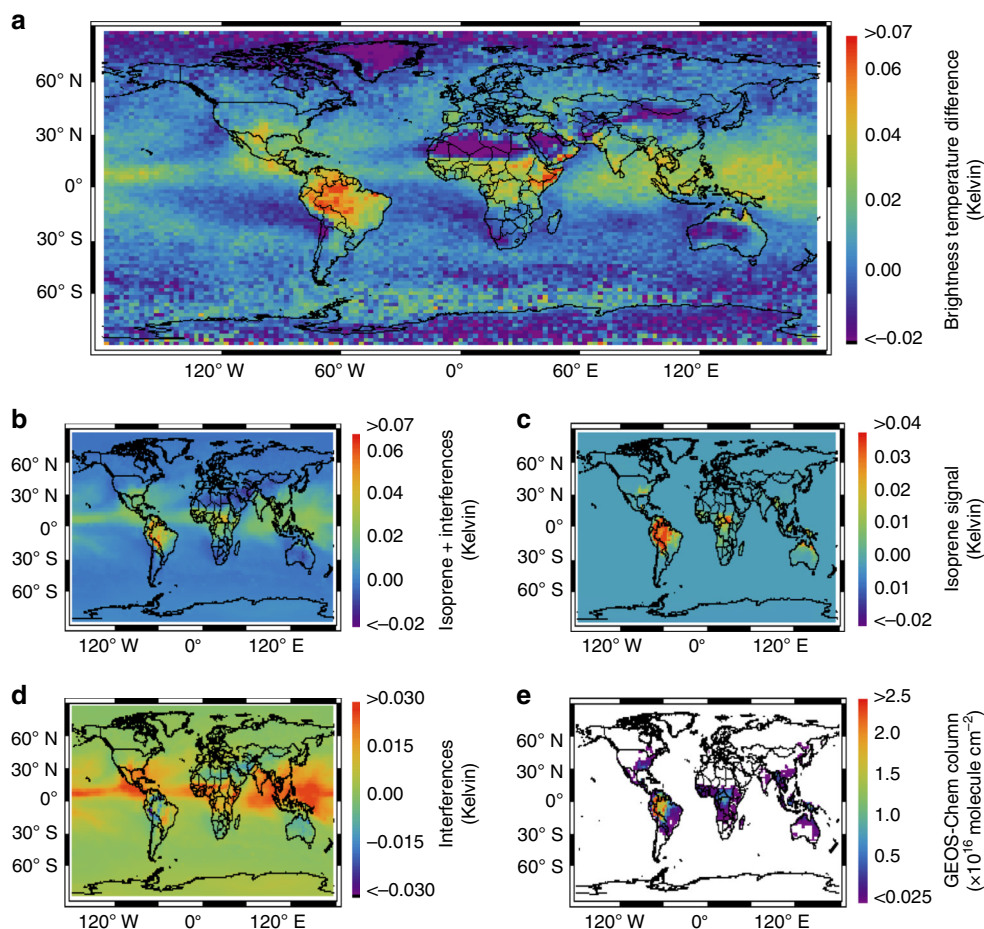 a
60° N
30° N
0°
30° S
60° S
120° W
60° W
0°
60° E
120° E
>0.07
0.06
0.04
0.02
0.00
<–0.02
Brightness temperature difference
(Kelvin)
b
60° N
30° N
0°
30° S
60° S
120° W
0°
120° E
>0.07
0.06
0.04
0.02
0.00
<–0.02
Isoprene + interferences
(Kelvin)
c
60° N
30° N
0°
30° S
60° S
120° W
0°
120° E
>0.04
0.03
0.02
0.01
0.00
0.01
<–0.02
Isoprene signal
(Kelvin)
d
60° N
30° N
0°
30° S
60° S
120° W
0°
120° E
>0.030
0.015
0.00
–0.015
<–0.030
Interferences
(Kelvin)
e
60° N
30° N
0°
30° S
60° S
120° W
0°
120° E
>2.5
2.0
1.5
1.0
0.5
<0.025
GEOS-Chem column
(×10¹⁶ molecule cm⁻²)